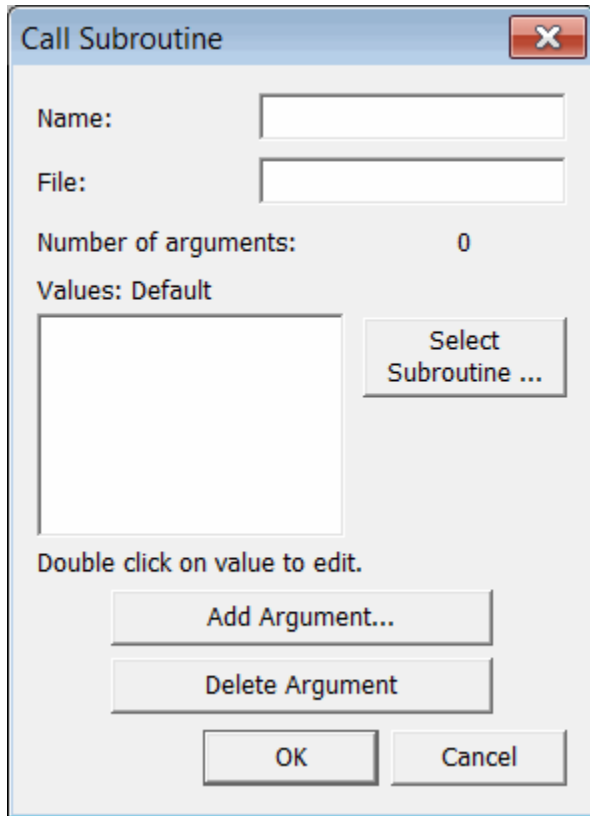 Call Subroutine
Name:
File:
Number of arguments: 0
Values: Default
Select
Subroutine ...
Double click on value to edit.
Add Argument...
Delete Argument
OK Cancel